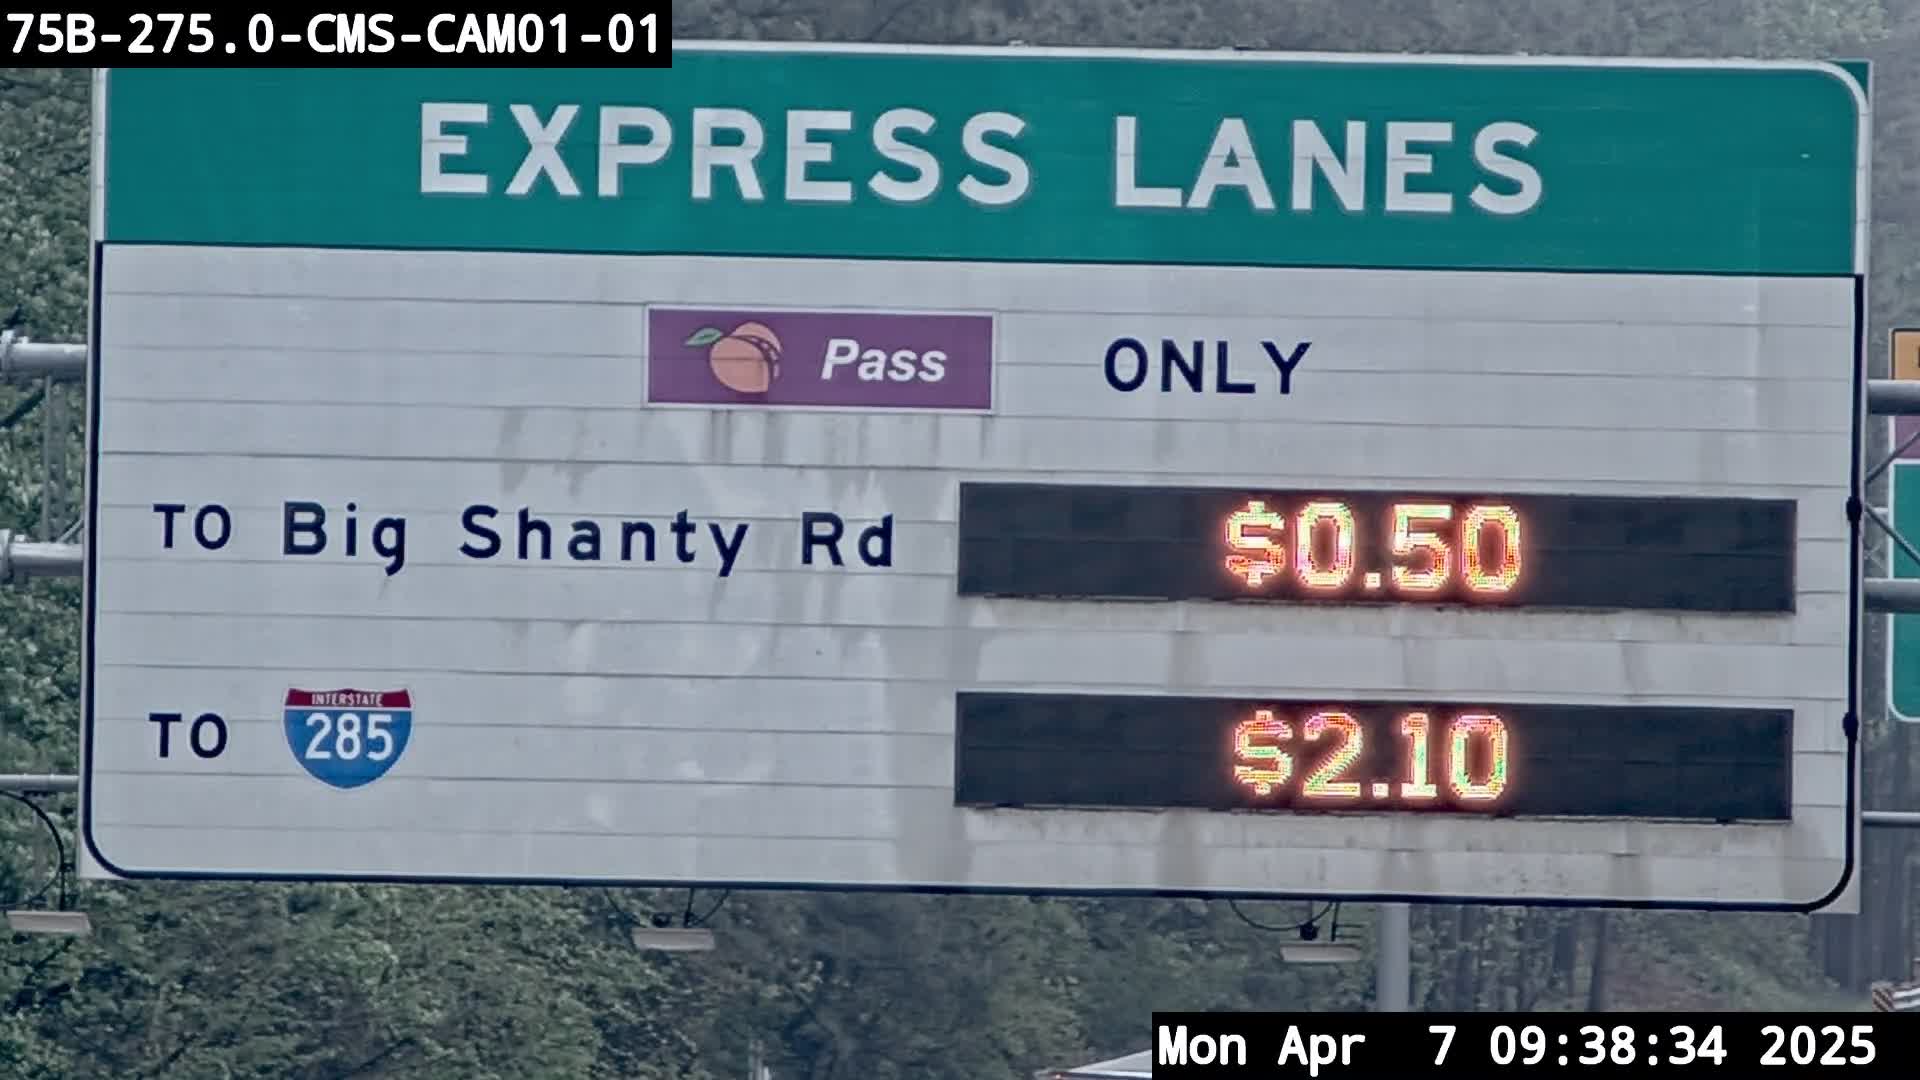 75B-275.0-CMS-CAM01-01
EXPRESS LANES
Pass ONLY
TO Big Shanty Rd $0.50
INTERSTATE
TO 285 $2.10
Mon Apr 7 09:38:34 2025